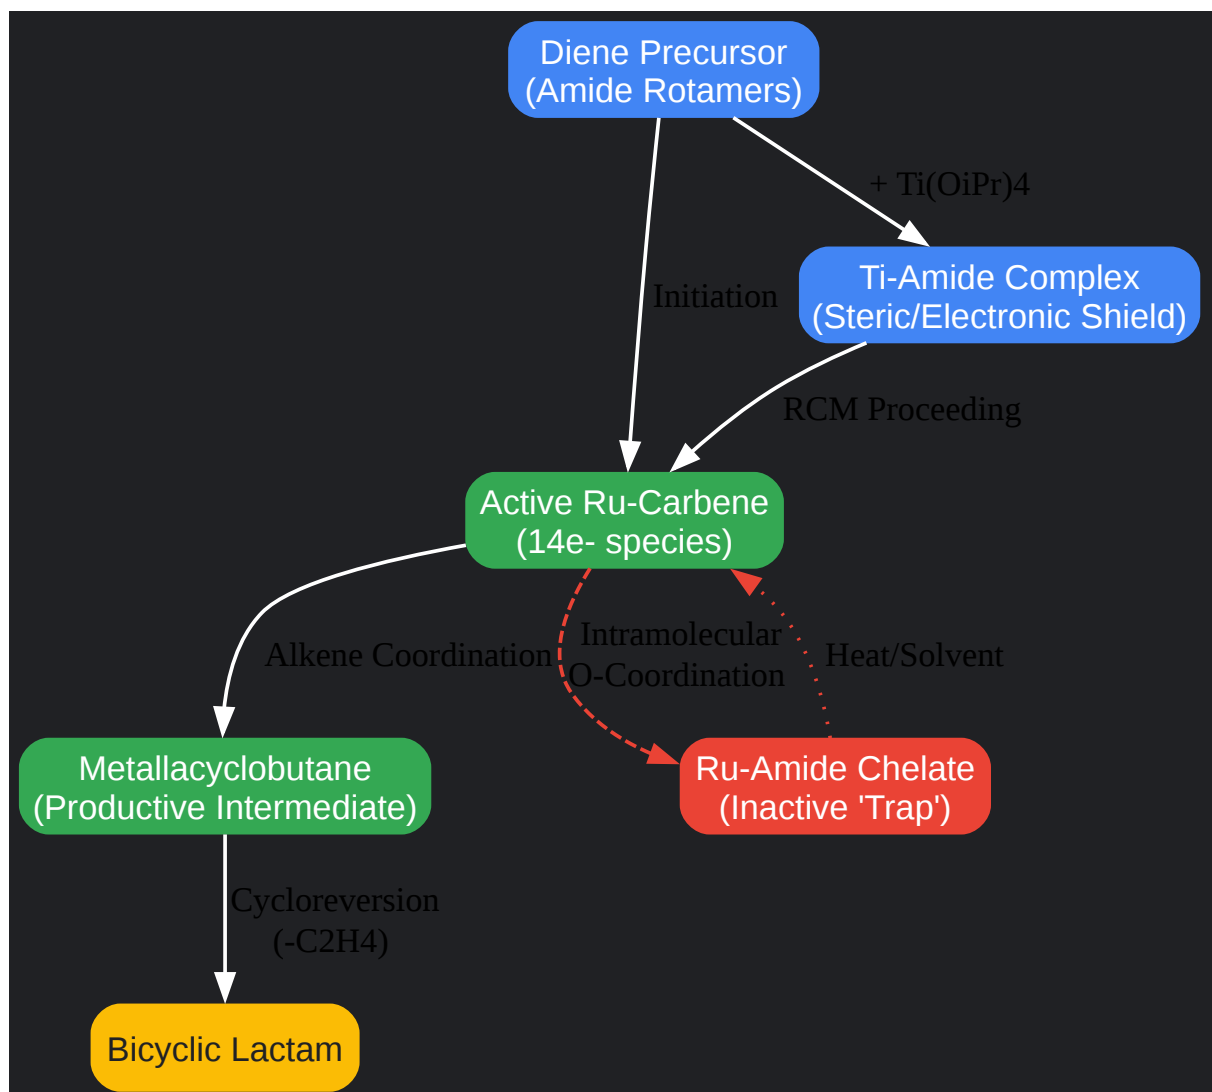 Diene Precursor
(Amide Rotamers)
+ Ti(OiPr)4
Ti-Amide Complex
(Steric/Electronic Shield)
Initiation
RCM Proceeding
Active Ru-Carbene
(14e- species)
Alkene Coordination
Intramolecular
O-Coordination
Heat/Solvent
Metallacyclobutane
(Productive Intermediate)
Ru-Amide Chelate
(Inactive 'Trap')
Cycloreversion
(-C2H4)
Bicyclic Lactam